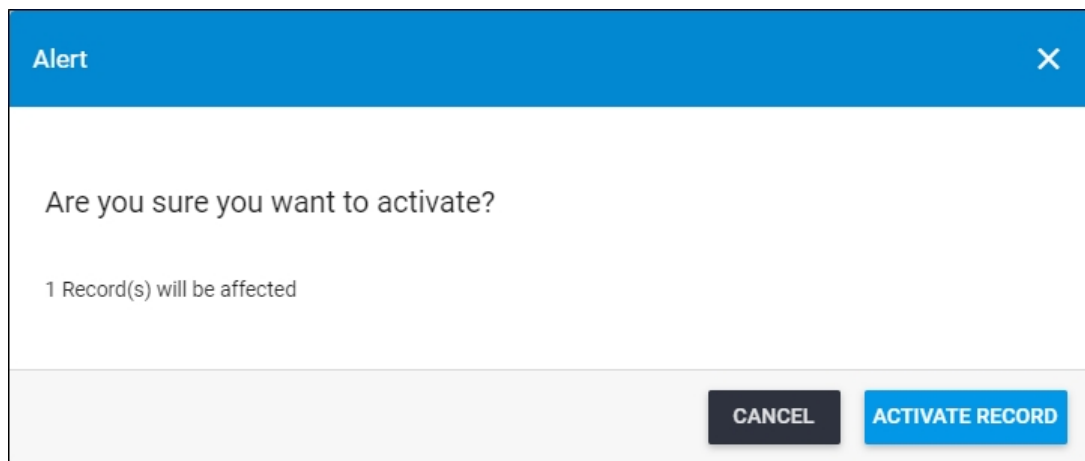 Alert
Are you sure you want to activate?
1 Record(s) will be affected
CANCEL ACTIVATE RECORD